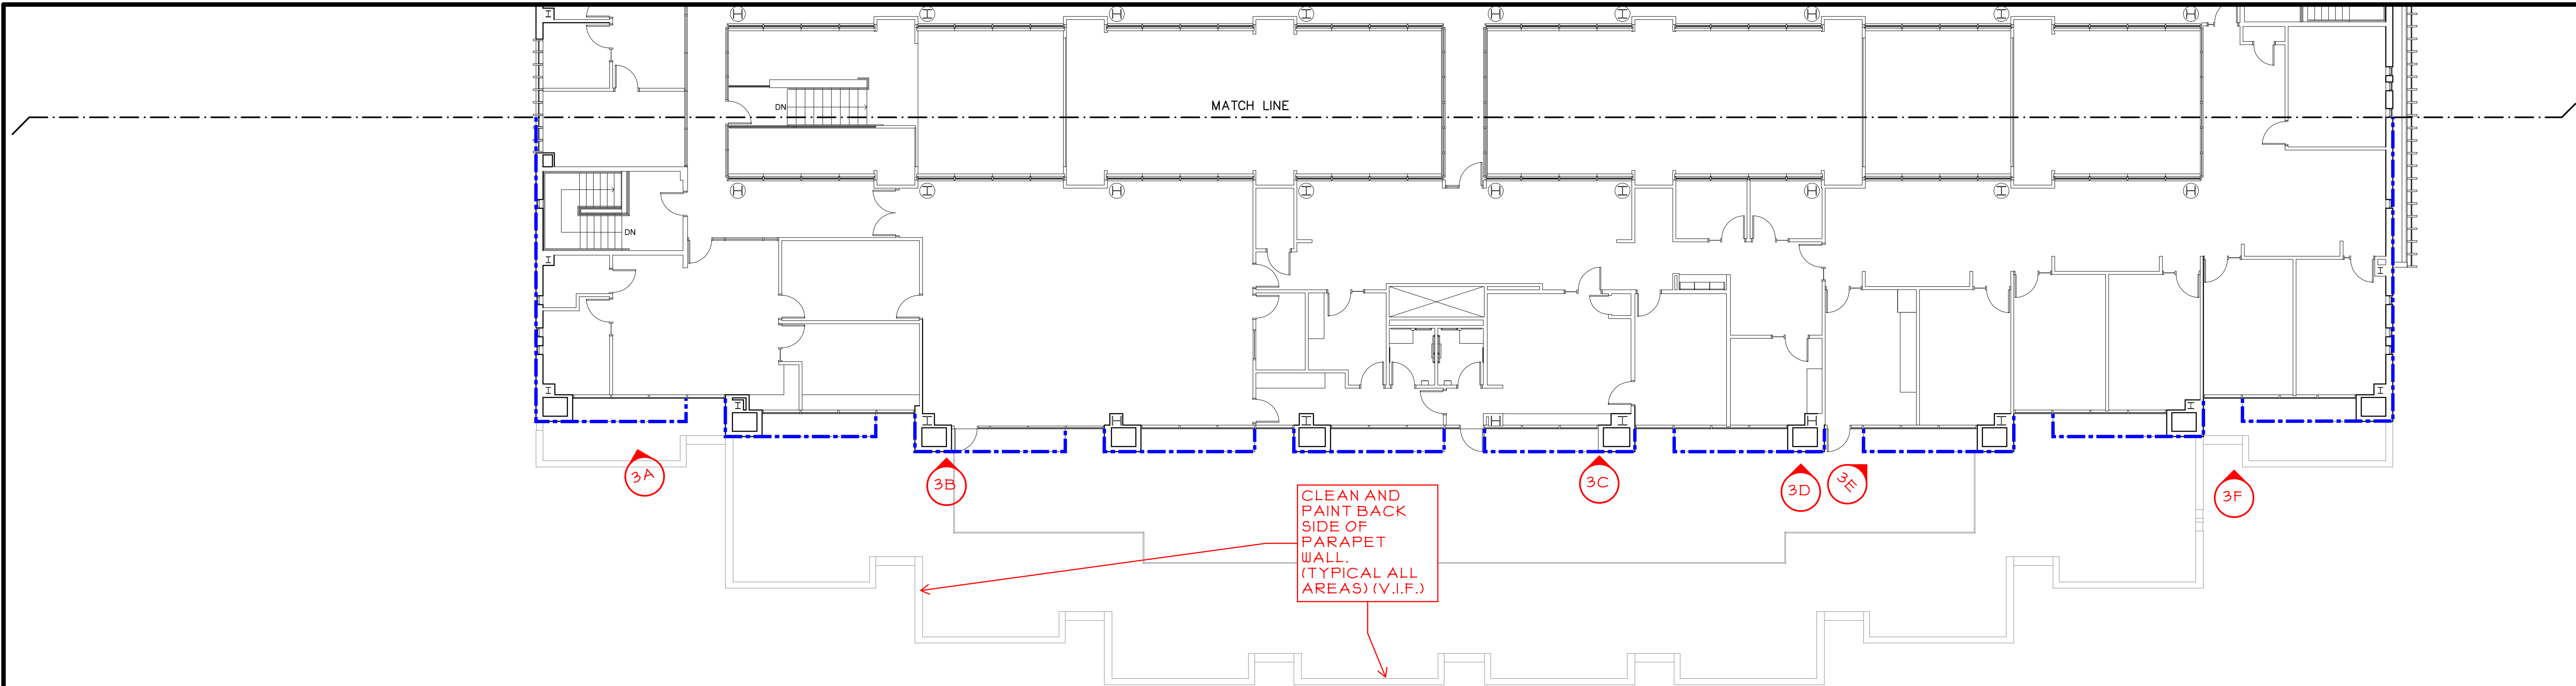 MATCH LINE
DN
DN
3A
3B
3C
3D
3E
3F
CLEAN AND
PAINT BACK
SIDE OF
PARAPET
WALL.
(TYPICAL ALL
AREAS) (V.I.F.)